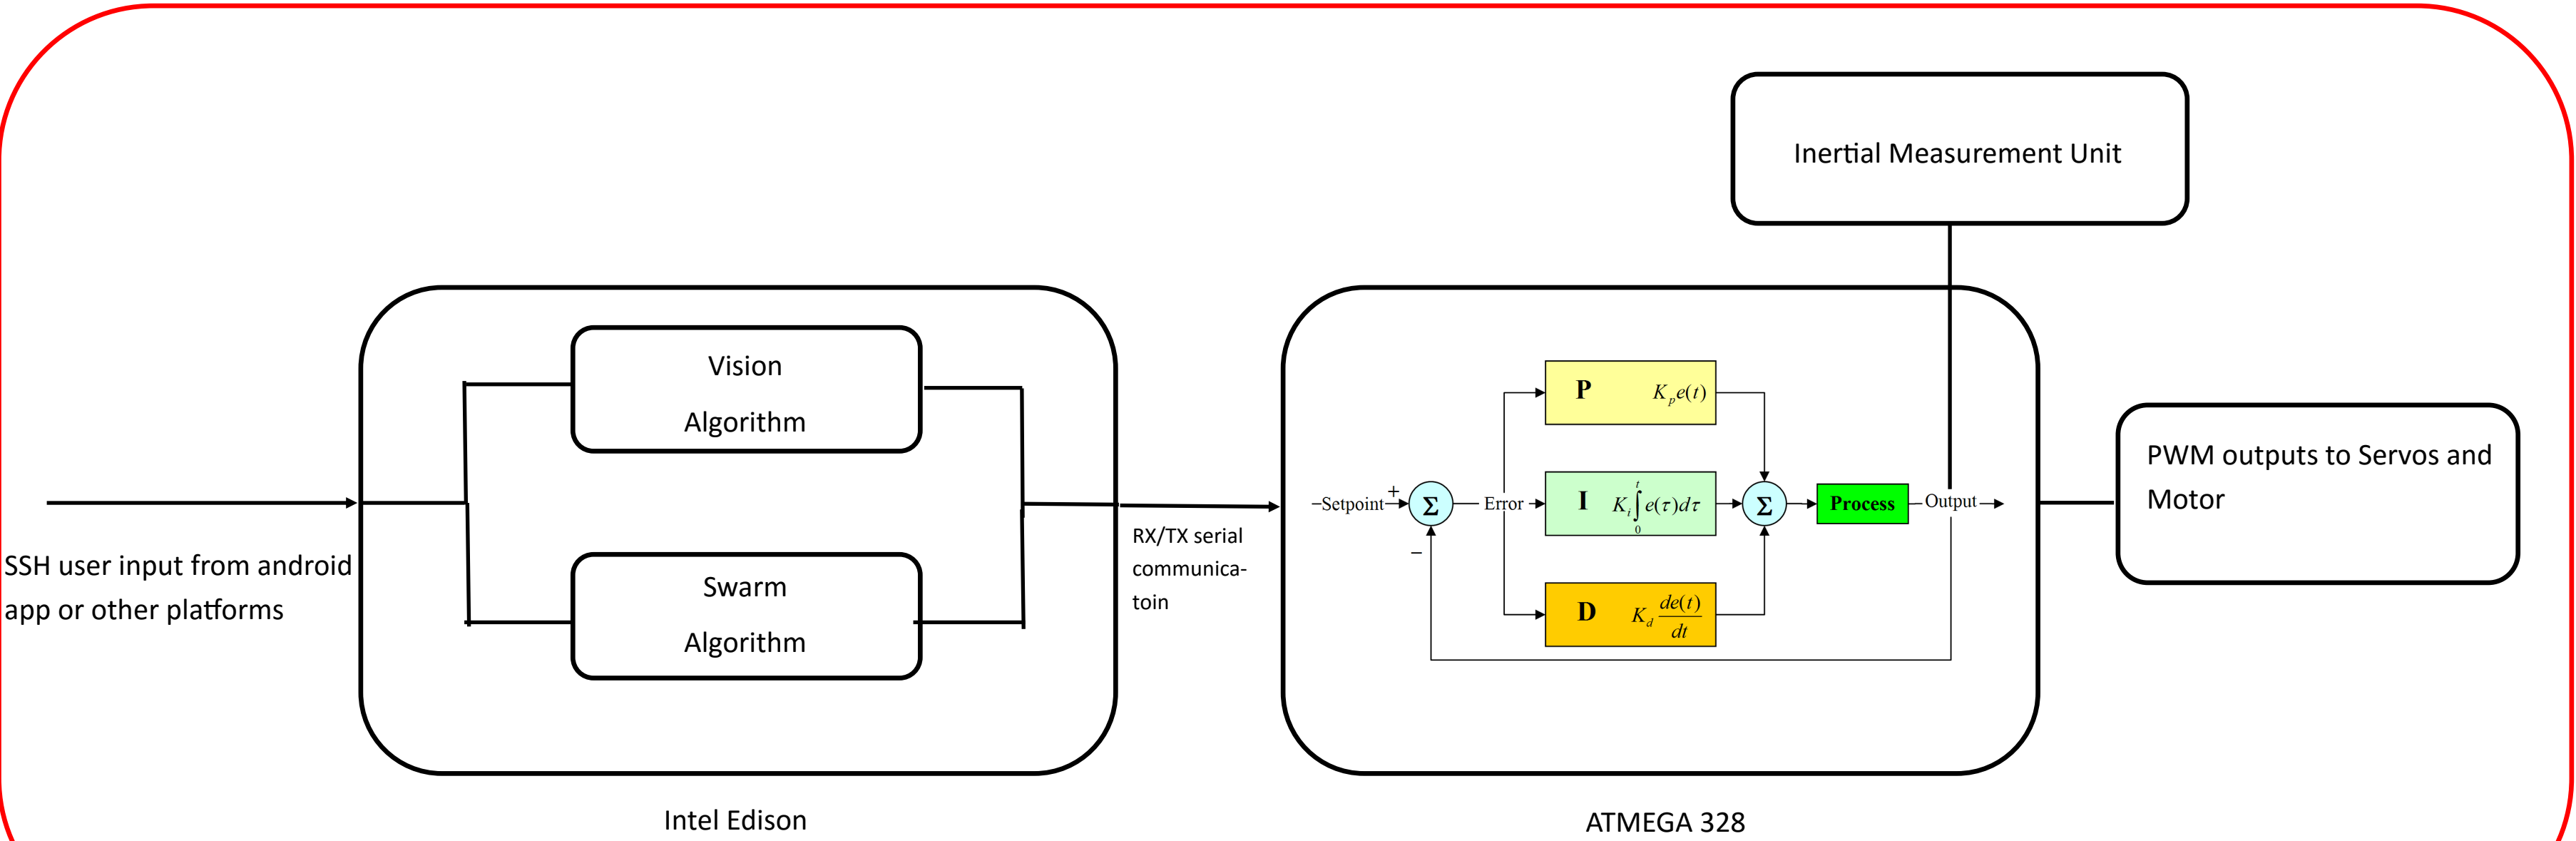 Inertial Measurement Unit
Vision
Algorithm
Swarm
Algorithm
SSH user input from android
app or other platforms
RX/TX serial
communica-
toin
Intel Edison
P K_p e(t)
Setpoint + Σ Error I K_i ∫_0^t e(τ)dτ Σ Process Output
−
D K_d de(t)/dt
ATMEGA 328
PWM outputs to Servos and
Motor